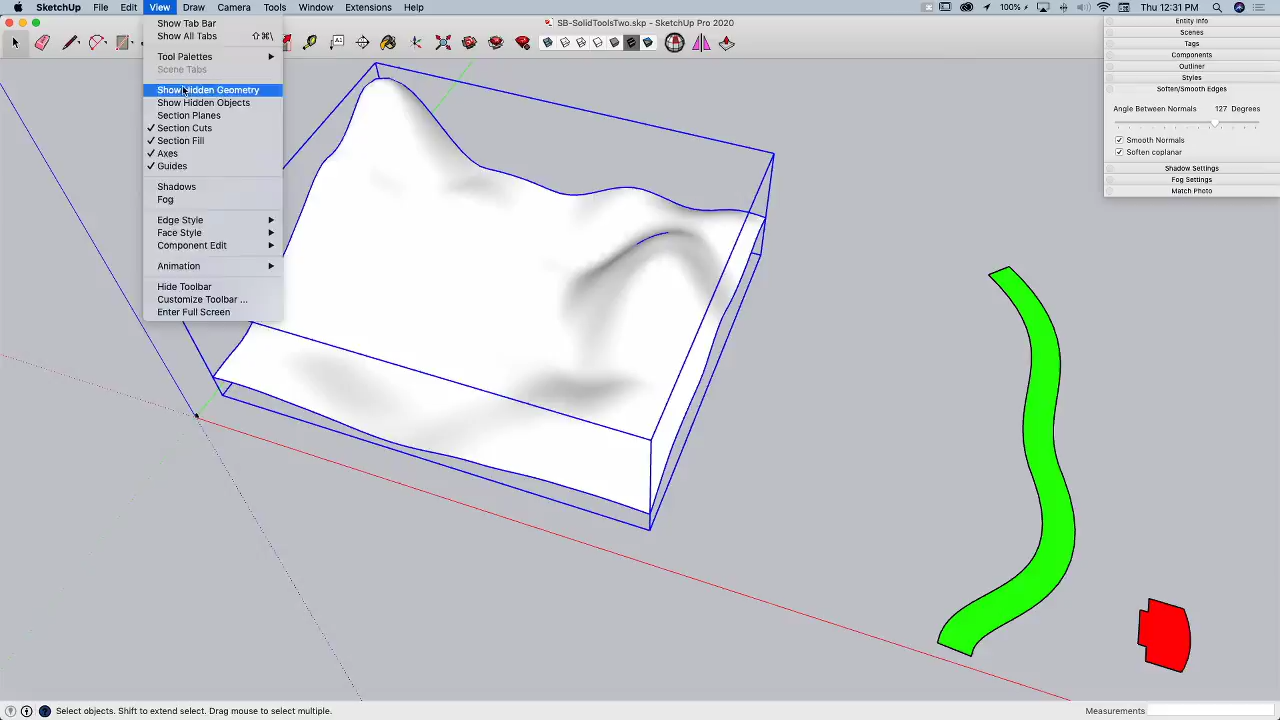 SketchUp File Edit View Draw Camera Tools Window Extensions Help 100% Thu 12:31 PM
SB-SolidToolsTwo.skp - SketchUp Pro 2020
Show Tab Bar
Show All Tabs ⇧⌘\
Tool Palettes
Scene Tabs
Show Hidden Geometry
Show Hidden Objects
Section Planes
Section Cuts
Section Fill
Axes
Guides
Shadows
Fog
Edge Style
Face Style
Component Edit
Animation
Hide Toolbar
Customize Toolbar ...
Enter Full Screen
Entity Info
Scenes
Tags
Components
Outliner
Styles
Soften/Smooth Edges
Angle Between Normals 127 Degrees
Smooth Normals
Soften coplanar
Shadow Settings
Fog Settings
Match Photo
Select objects. Shift to extend select. Drag mouse to select multiple. Measurements